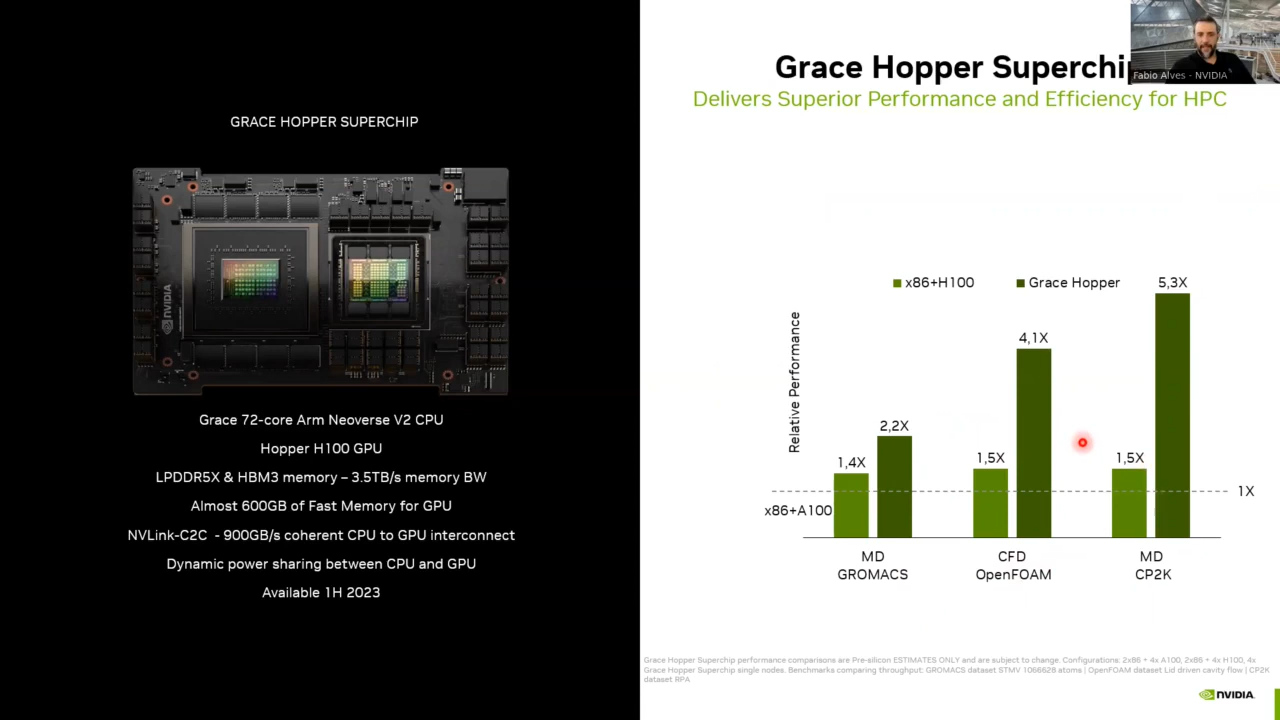 GRACE HOPPER SUPERCHIP
NVIDIA
Grace 72-core Arm Neoverse V2 CPU
Hopper H100 GPU
LPDDR5X & HBM3 memory – 3.5TB/s memory BW
Almost 600GB of Fast Memory for GPU
NVLink-C2C - 900GB/s coherent CPU to GPU interconnect
Dynamic power sharing between CPU and GPU
Available 1H 2023
Grace Hopper Superchip
Delivers Superior Performance and Efficiency for HPC
Fabio Alves - NVIDIA
x86+H100 Grace Hopper
Relative Performance
1,4X
2,2X
1,5X
4,1X
1,5X
5,3X
1X
x86+A100
MD
GROMACS
CFD
OpenFOAM
MD
CP2K
Grace Hopper Superchip performance comparisons are Pre-silicon ESTIMATES ONLY and are subject to change. Configurations: 2x86 + 4x A100, 2x86 + 4x H100, 4x
Grace Hopper Superchip single nodes. Benchmarks comparing throughput; GROMACS dataset STMV 1066628 atoms | OpenFOAM dataset Lid driven cavity flow | CP2K
dataset RPA
NVIDIA